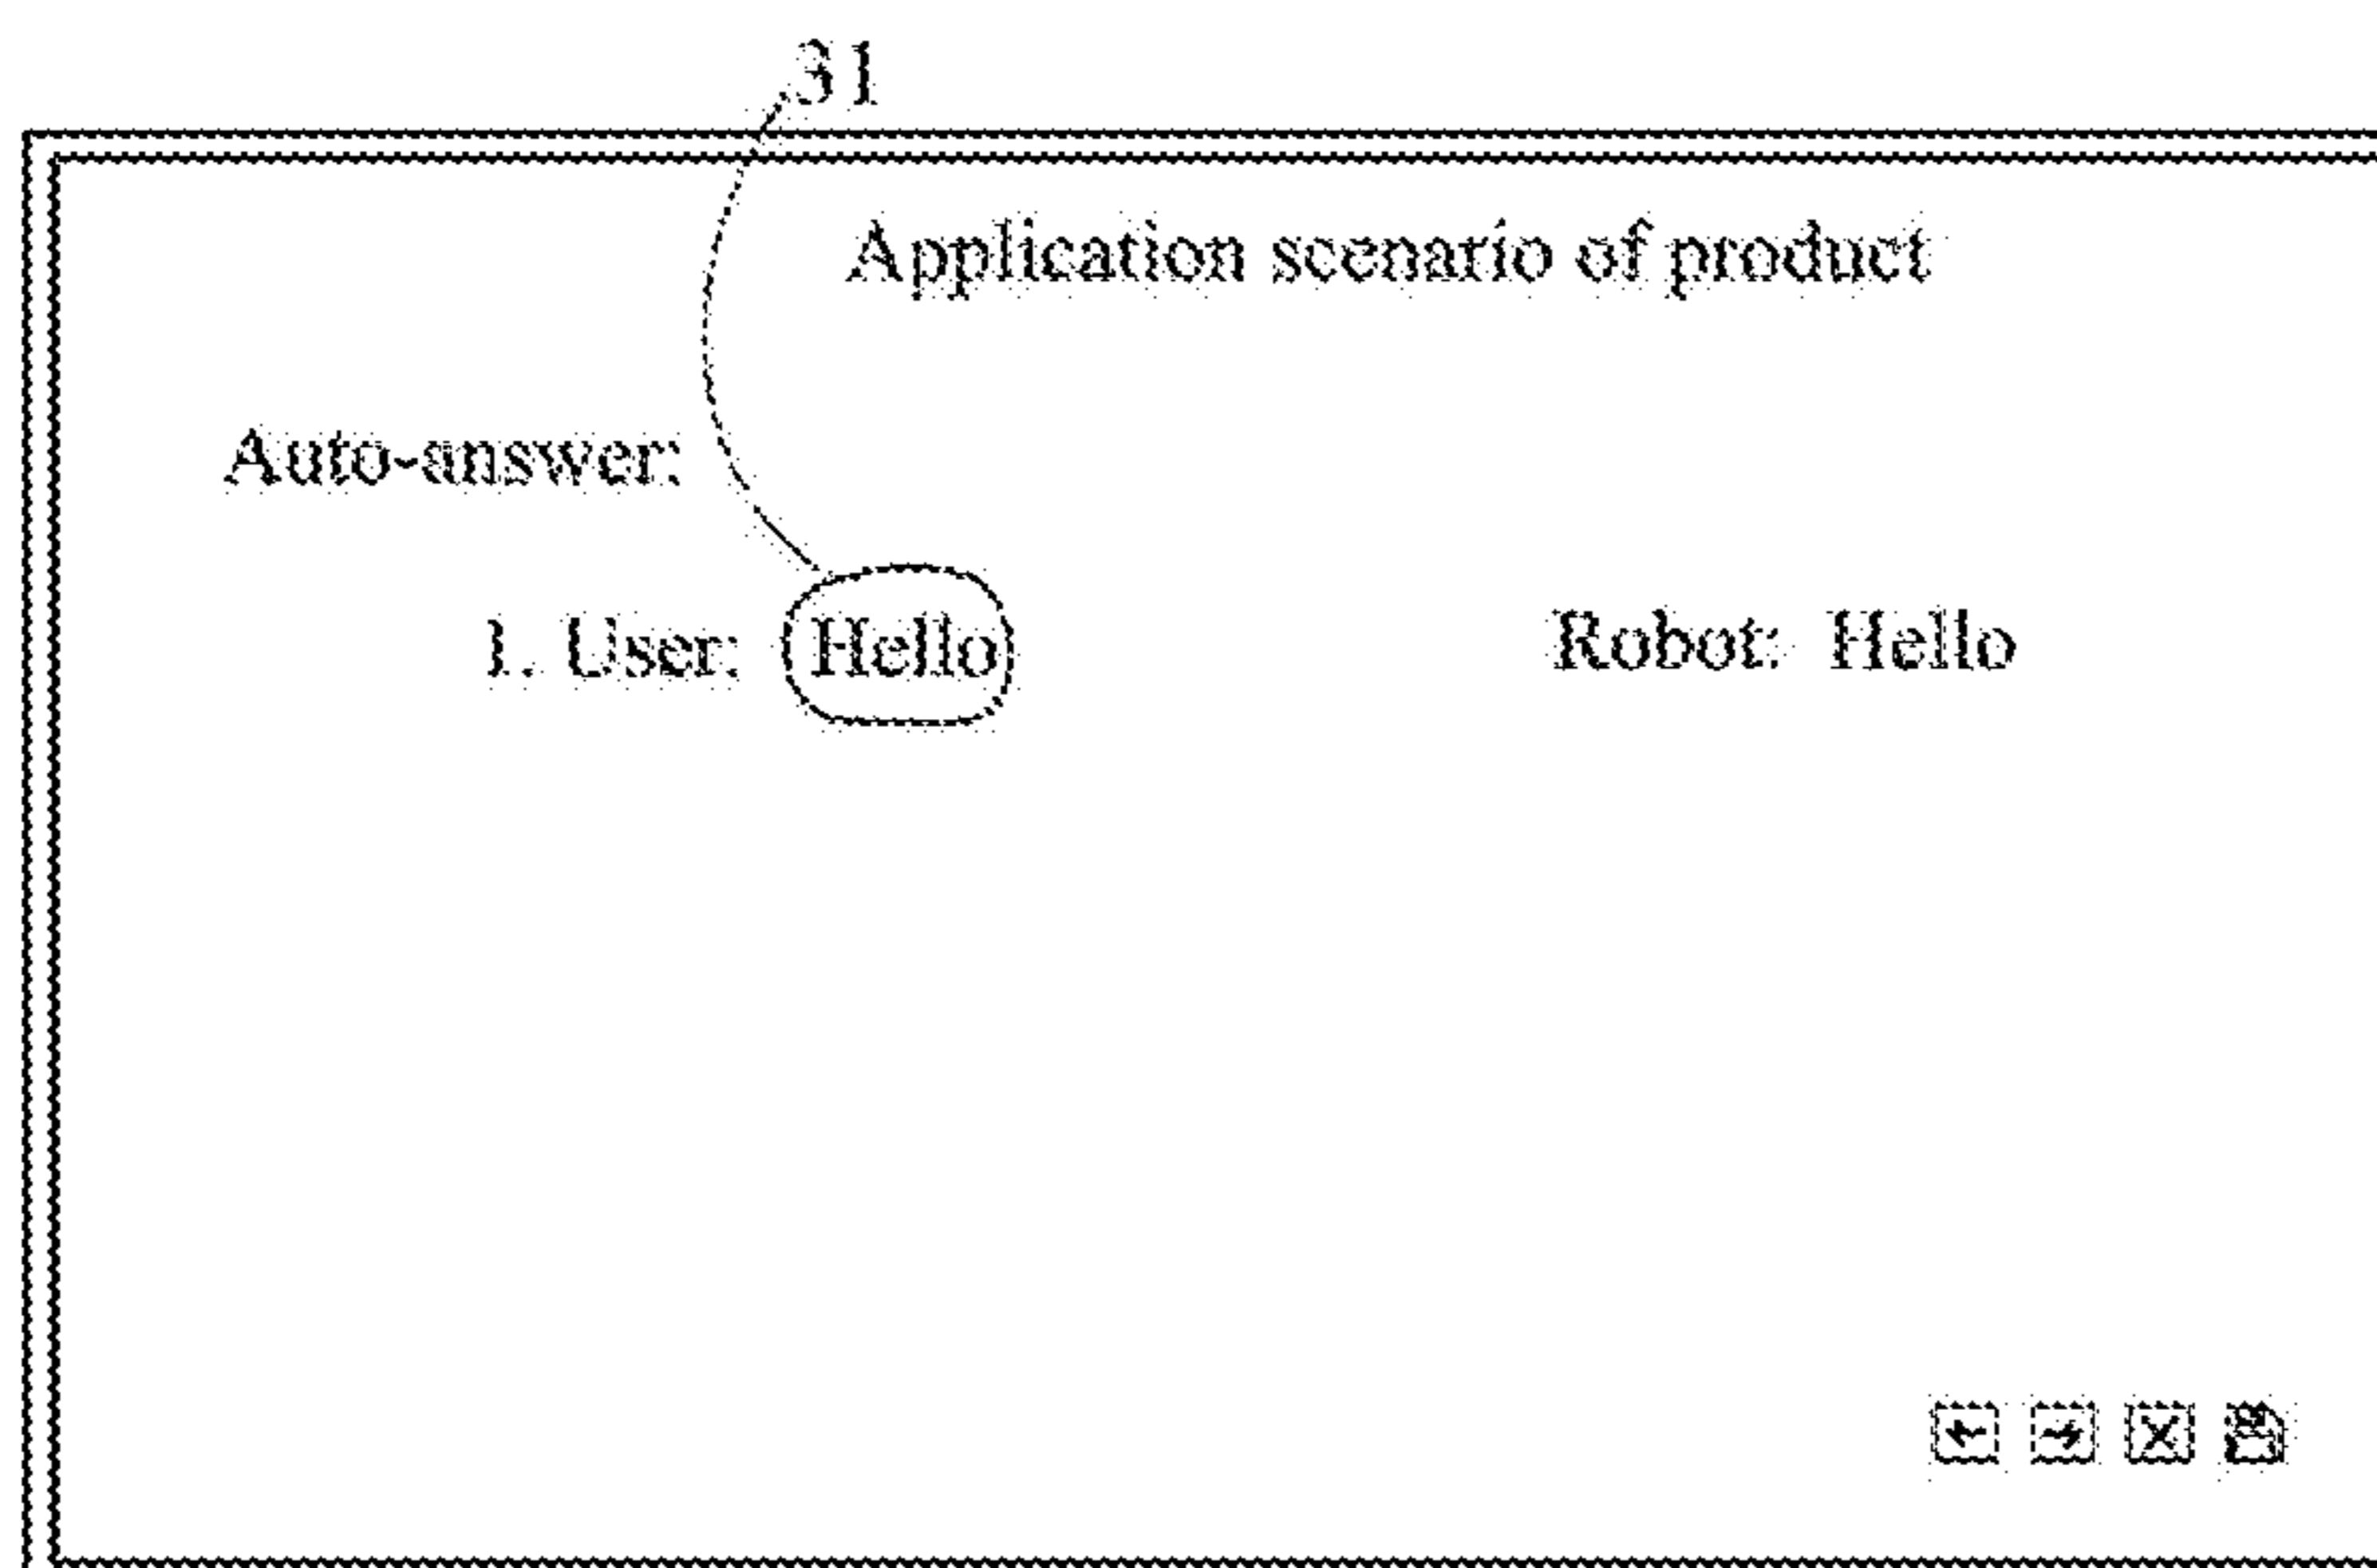 31
Application scenario of product
Auto-answer:
1. User: Hello Robot: Hello